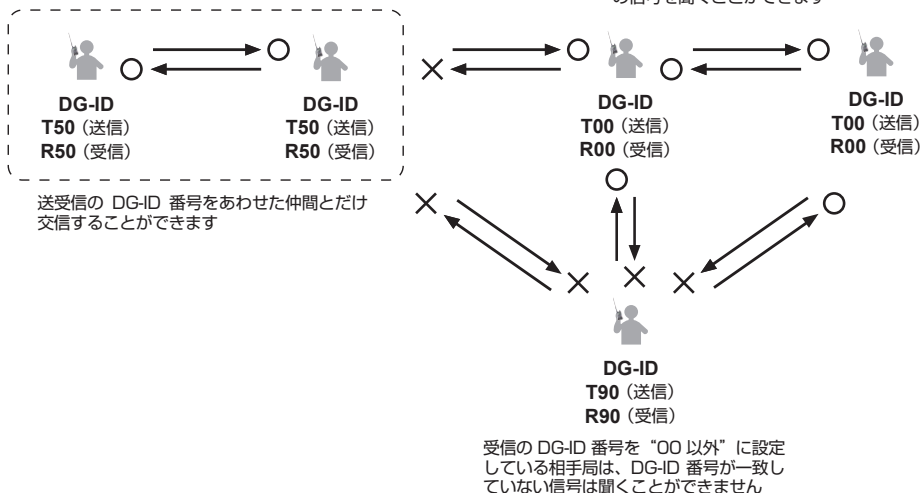 の信号を聞くことができます
DG-ID
T50（送信）
R50（受信）
DG-ID
T50（送信）
R50（受信）
DG-ID
T00（送信）
R00（受信）
DG-ID
T00（送信）
R00（受信）
送受信の DG-ID 番号をあわせた仲間とだけ
交信することができます
DG-ID
T90（送信）
R90（受信）
受信の DG-ID 番号を“00 以外”に設定
している相手局は、DG-ID 番号が一致し
ていない信号は聞くことができません